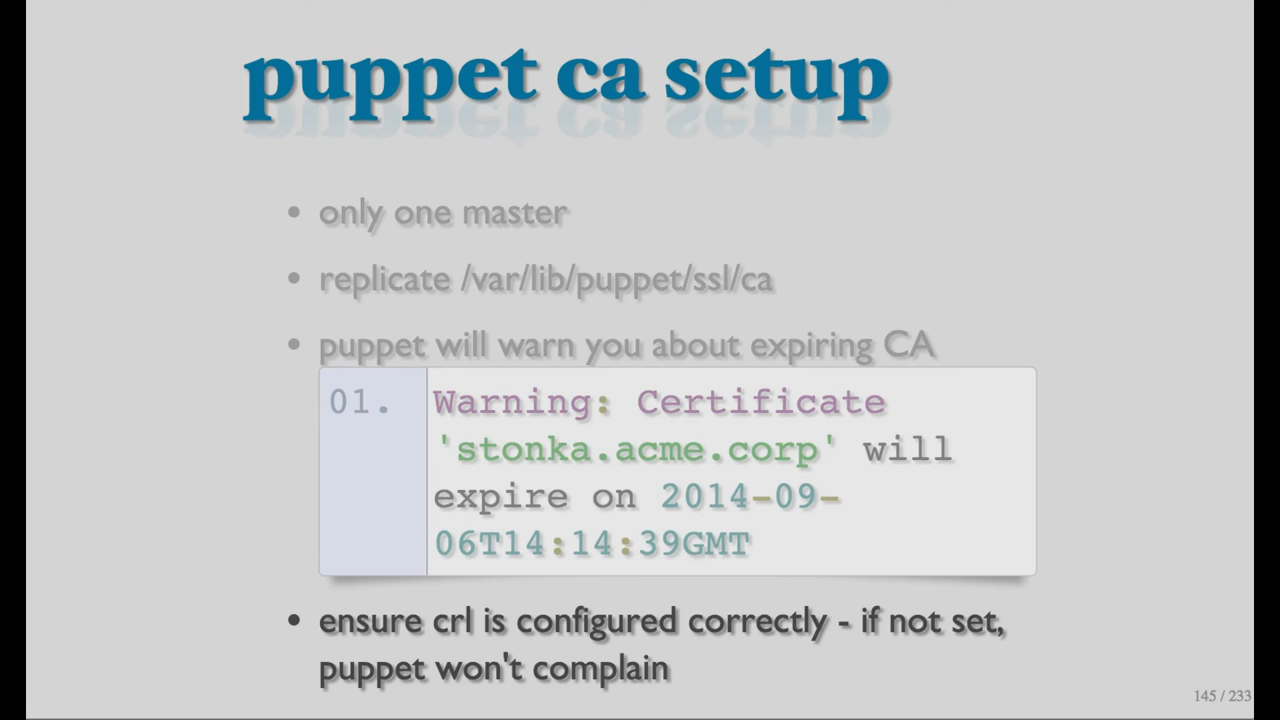 puppet ca setup
• only one master
• replicate /var/lib/puppet/ssl/ca
• puppet will warn you about expiring CA
01. Warning: Certificate
'stonka.acme.corp' will
expire on 2014-09-
06T14:14:39GMT
• ensure crl is configured correctly - if not set,
puppet won't complain
145 / 233